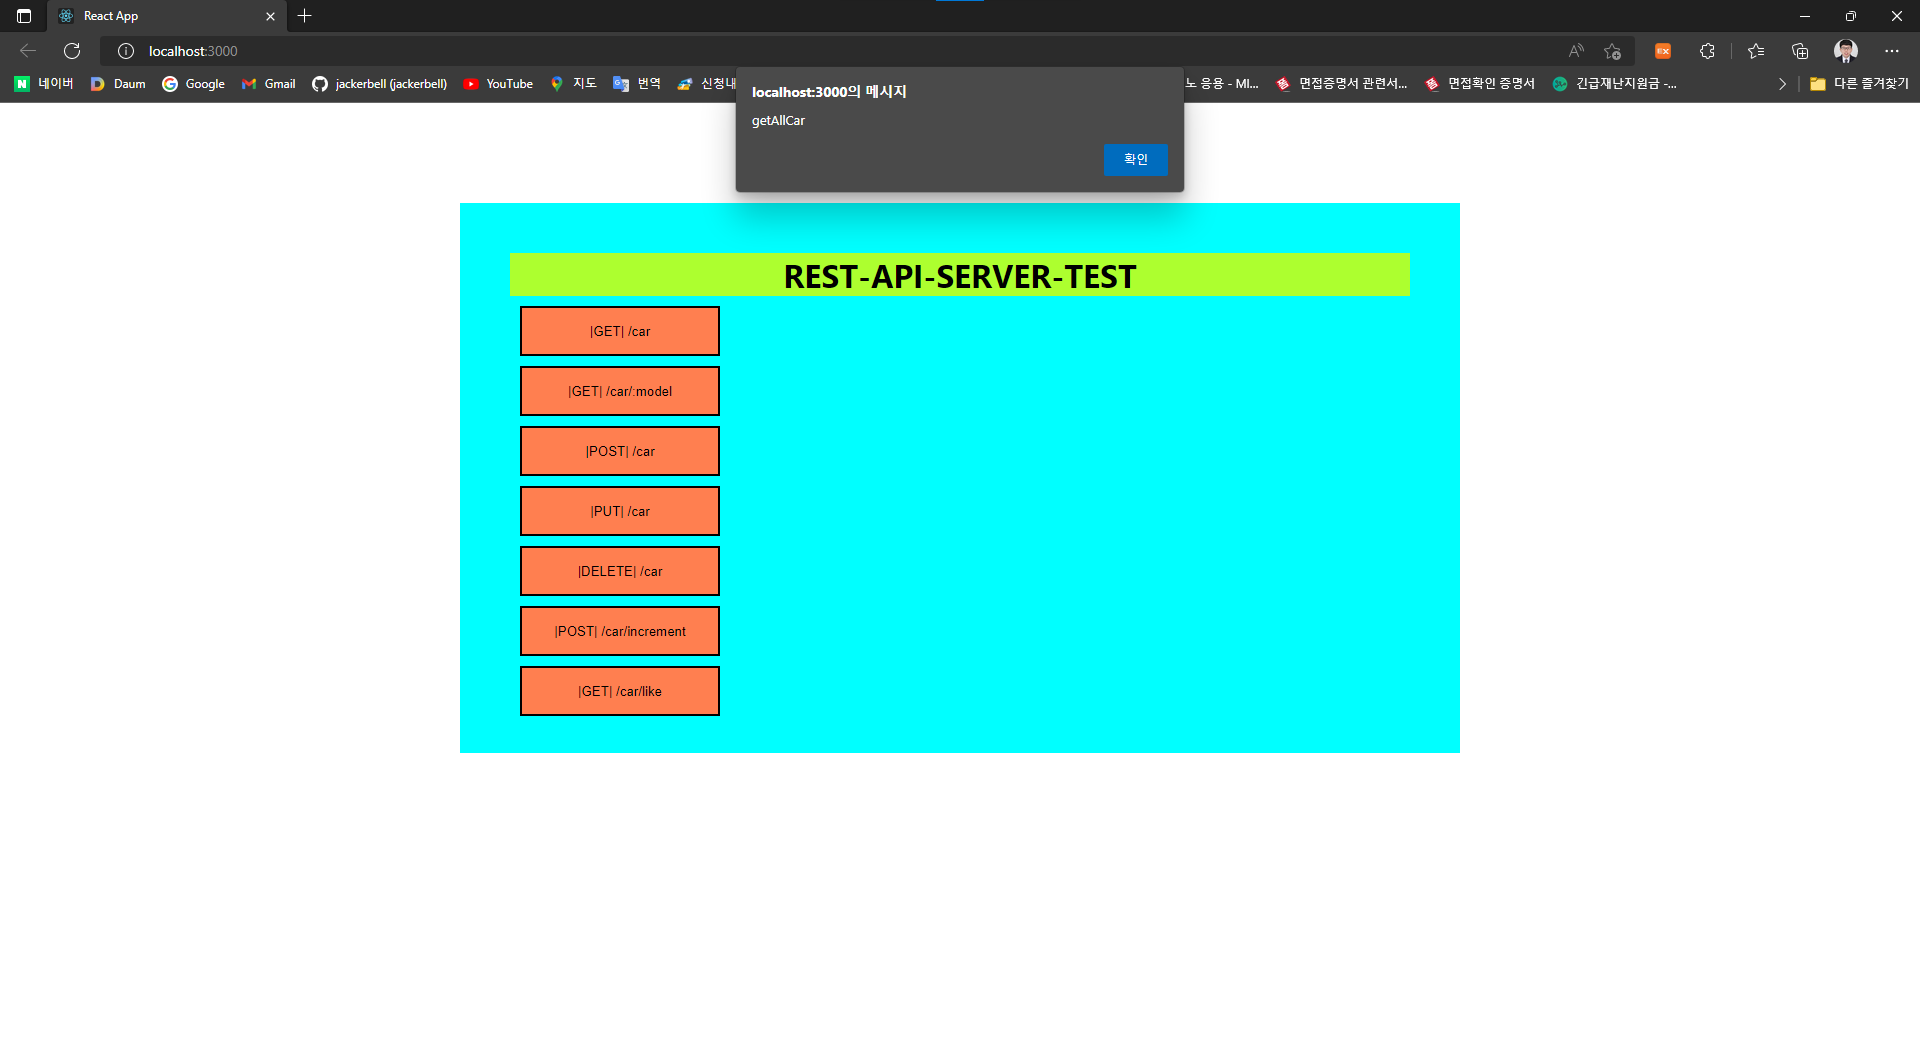 React App
localhost:3000
네이버 Daum Google Gmail jackerbell (jackerbell) YouTube 지도 번역 신청내 노 응용 - MI... 면접증명서 관련서... 면접확인 증명서 긴급재난지원금 -... 다른 즐겨찾기
localhost:3000의 메시지
getAllCar
확인
REST-API-SERVER-TEST
|GET| /car
|GET| /car/:model
|POST| /car
|PUT| /car
|DELETE| /car
|POST| /car/increment
|GET| /car/like